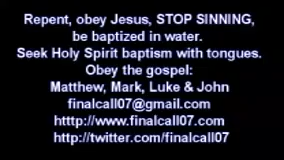 Repent, obey Jesus, STOP SINNING,
be baptized in water.
Seek Holy Spirit baptism with tongues.
Obey the gospel:
Matthew, Mark, Luke & John
finalcall07@gmail.com
htttp://www.finalcall07.com
http://twitter.com/finalcall07